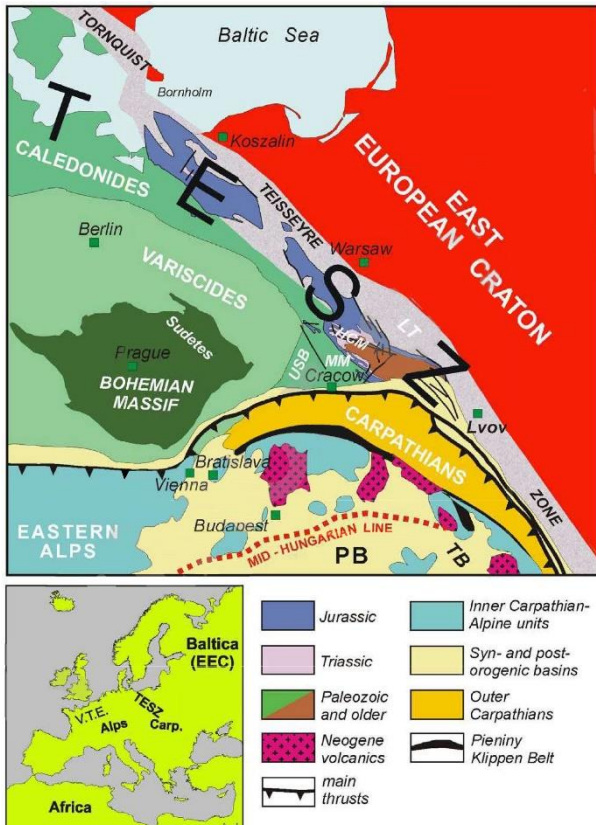 TORNQUIST
Baltic Sea
Bornholm
T
Koszalin
CALEDONIDES
E
TEISSEYRE
EAST
EUROPEAN CRATON
Berlin
Warsaw
VARISCIDES
S
LT
Sudetes
HCM
Prague
USB
MM
Z
BOHEMIAN
MASSIF
Cracow
Lvov
CARPATHIANS
Bratislava
Vienna
ZONE
EASTERN
ALPS
Budapest
MID - HUNGARIAN LINE
PB
TB
Baltica
(EEC)
V.T.E.
TESZ
Alps
Carp.
Africa
Jurassic
Triassic
Paleozoic
and older
Neogene
volcanics
main
thrusts
Inner Carpathian-
Alpine units
Syn- and post-
orogenic basins
Outer
Carpathians
Pieniny
Klippen Belt